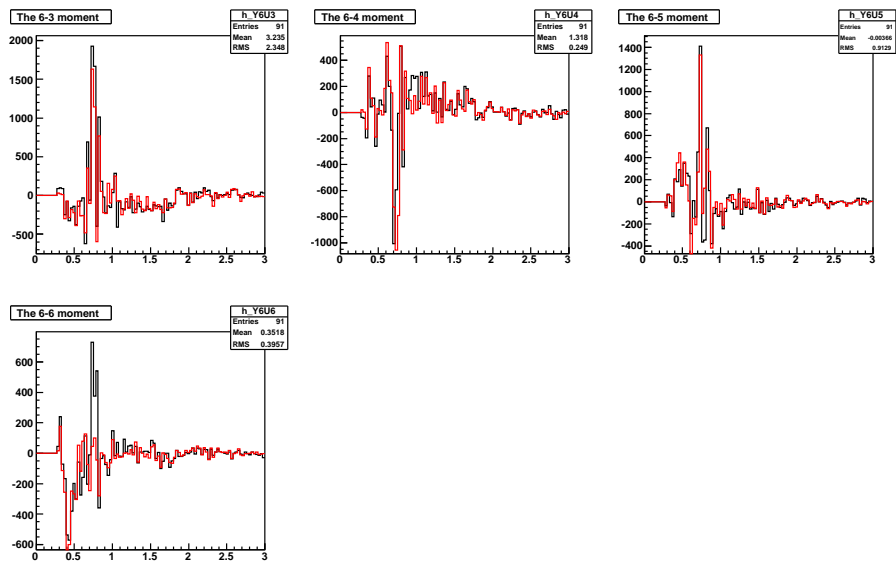 The 6-3 moment
h_Y6U3
Entries 91
Mean 3.235
RMS 2.348
2000
1500
1000
500
0
-500
0 0.5 1 1.5 2 2.5 3
The 6-4 moment
h_Y6U4
Entries 91
Mean 1.318
RMS 0.249
400
200
0
-200
-400
-600
-800
-1000
0 0.5 1 1.5 2 2.5 3
The 6-5 moment
h_Y6U5
Entries 91
Mean -0.00366
RMS 0.9129
1400
1200
1000
800
600
400
200
0
-200
-400
0 0.5 1 1.5 2 2.5 3
The 6-6 moment
h_Y6U6
Entries 91
Mean 0.3518
RMS 0.3957
600
400
200
0
-200
-400
-600
0 0.5 1 1.5 2 2.5 3